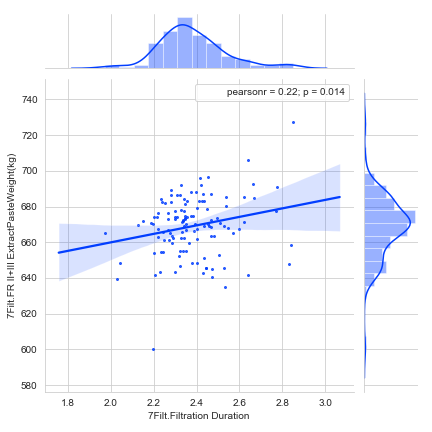 pearsonr = 0.22; p = 0.014
740
720
700
680
660
640
620
600
580
7Filt.FR II+III ExtractPasteWeight(kg)
1.8 2.0 2.2 2.4 2.6 2.8 3.0
7Filt.Filtration Duration